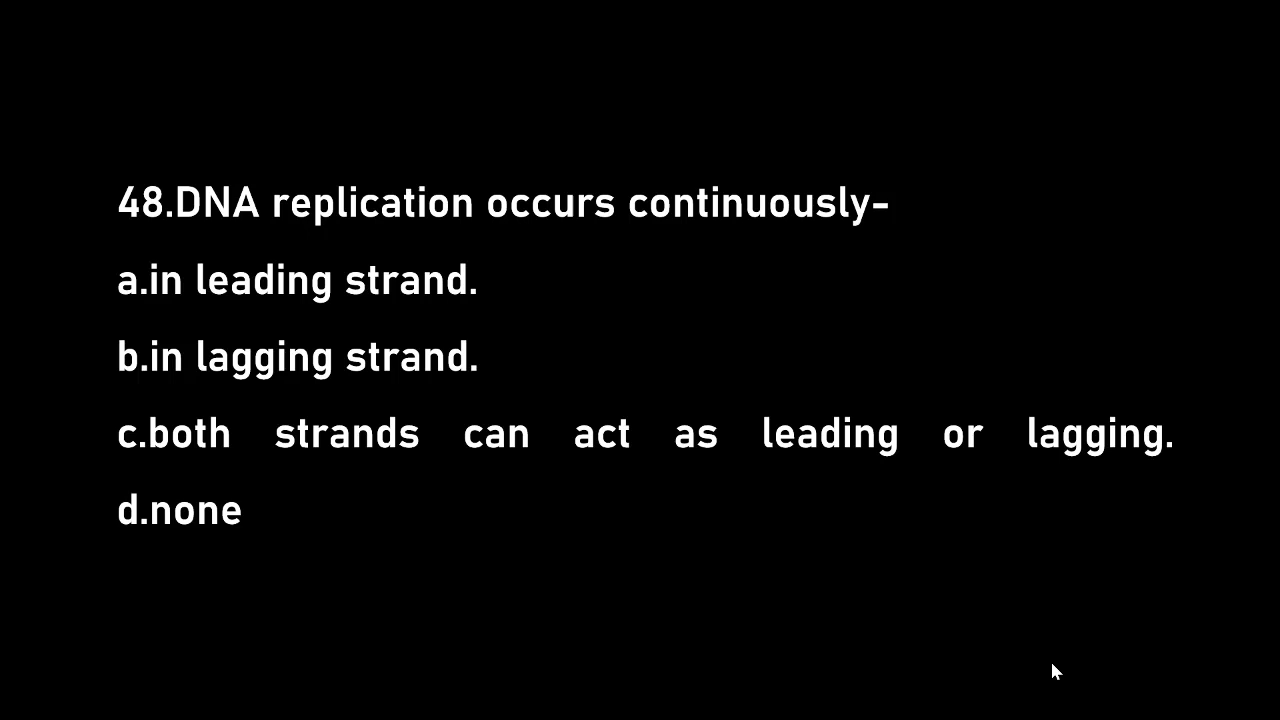 48.DNA replication occurs continuously-
a.in leading strand.
b.in lagging strand.
c.both strands can act as leading or lagging.
d.none